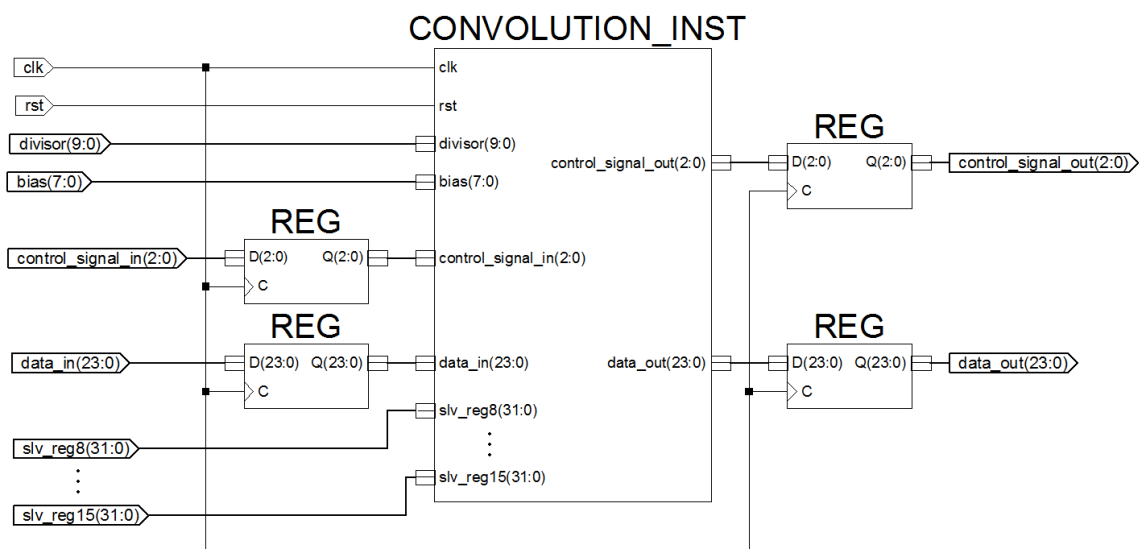 CONVOLUTION_INST
clk clk
rst rst
REG
divisor(9:0) divisor(9:0)
control_signal_out(2:0) D(2:0) Q(2:0) control_signal_out(2:0)
bias(7:0) bias(7:0)
C
REG
control_signal_in(2:0) D(2:0) Q(2:0) control_signal_in(2:0)
C
REG REG
data_in(23:0) D(23:0) Q(23:0) data_in(23:0) data_out(23:0) D(23:0) Q(23:0) data_out(23:0)
C C
slv_reg8(31:0)
slv_reg8(31:0)
slv_reg15(31:0)
slv_reg15(31:0)